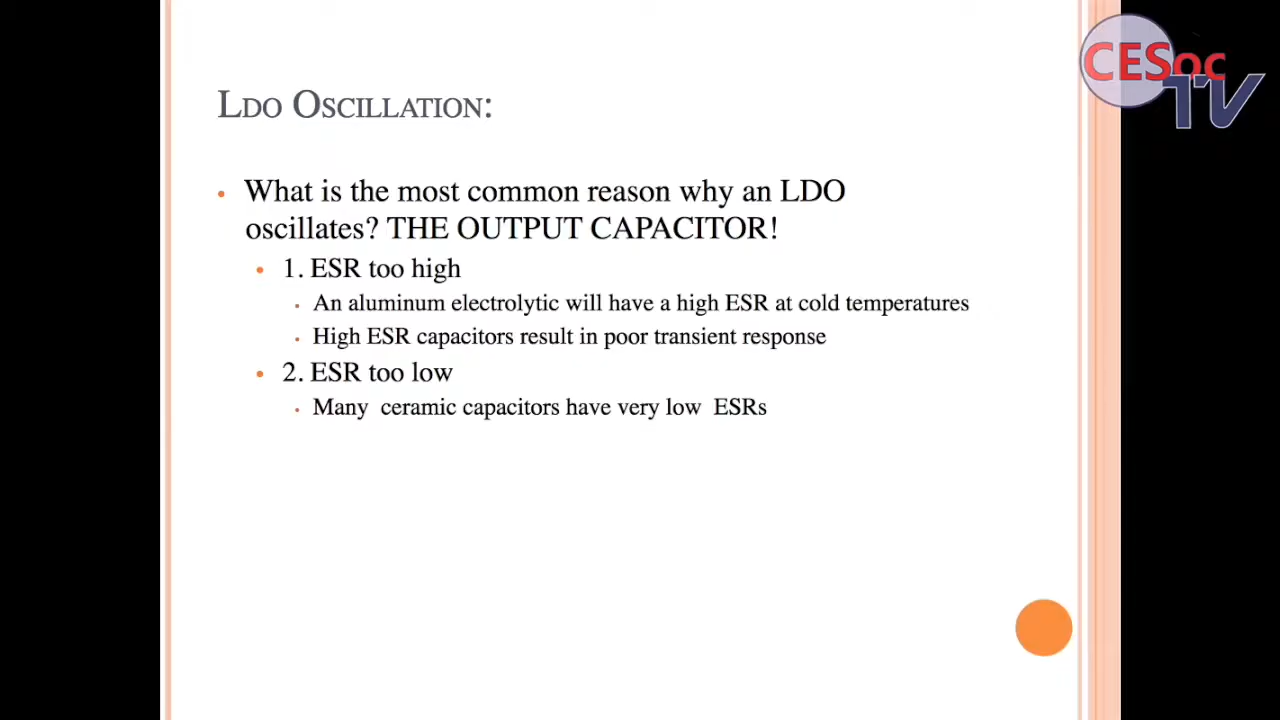 CESoc
TV
LDO OSCILLATION:
• What is the most common reason why an LDO
oscillates? THE OUTPUT CAPACITOR!
• 1. ESR too high
• An aluminum electrolytic will have a high ESR at cold temperatures
• High ESR capacitors result in poor transient response
• 2. ESR too low
• Many  ceramic capacitors have very low  ESRs